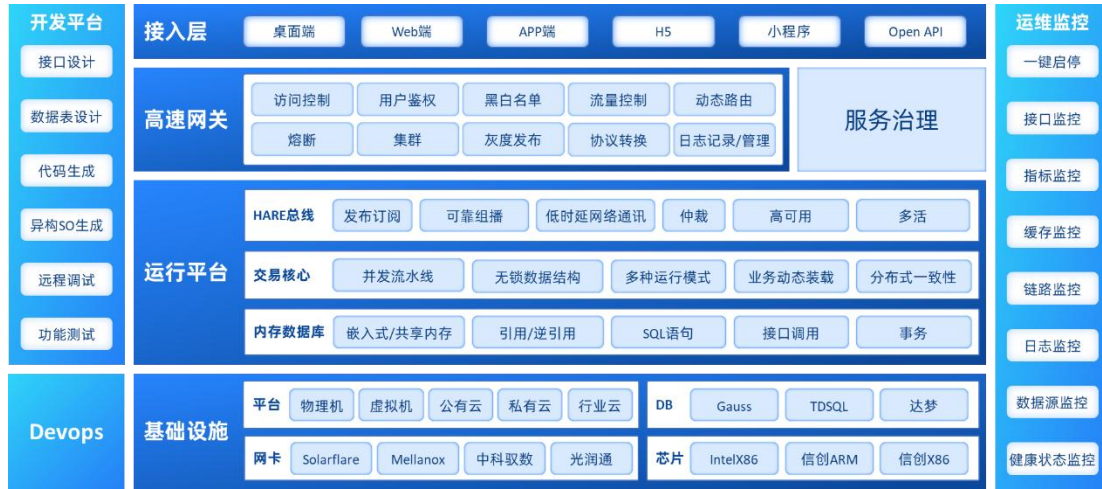 开发平台
接口设计
数据表设计
代码生成
异构SO生成
远程调试
功能测试
Devops
接入层
桌面端 Web端 APP端 H5 小程序 Open API
高速网关
访问控制 用户鉴权 黑白名单 流量控制 动态路由
熔断 集群 灰度发布 协议转换 日志记录/管理
服务治理
运行平台
HARE总线 发布订阅 可靠组播 低时延网络通讯 仲裁 高可用 多活
交易核心 并发流水线 无锁数据结构 多种运行模式 业务动态装载 分布式一致性
内存数据库 嵌入式/共享内存 引用/逆引用 SQL语句 接口调用 事务
基础设施
平台 物理机 虚拟机 公有云 私有云 行业云
DB Gauss TDSQL 达梦
网卡 Solarflare Mellanox 中科驭数 光润通
芯片 IntelX86 信创ARM 信创X86
运维监控
一键启停
接口监控
指标监控
缓存监控
链路监控
日志监控
数据源监控
健康状态监控